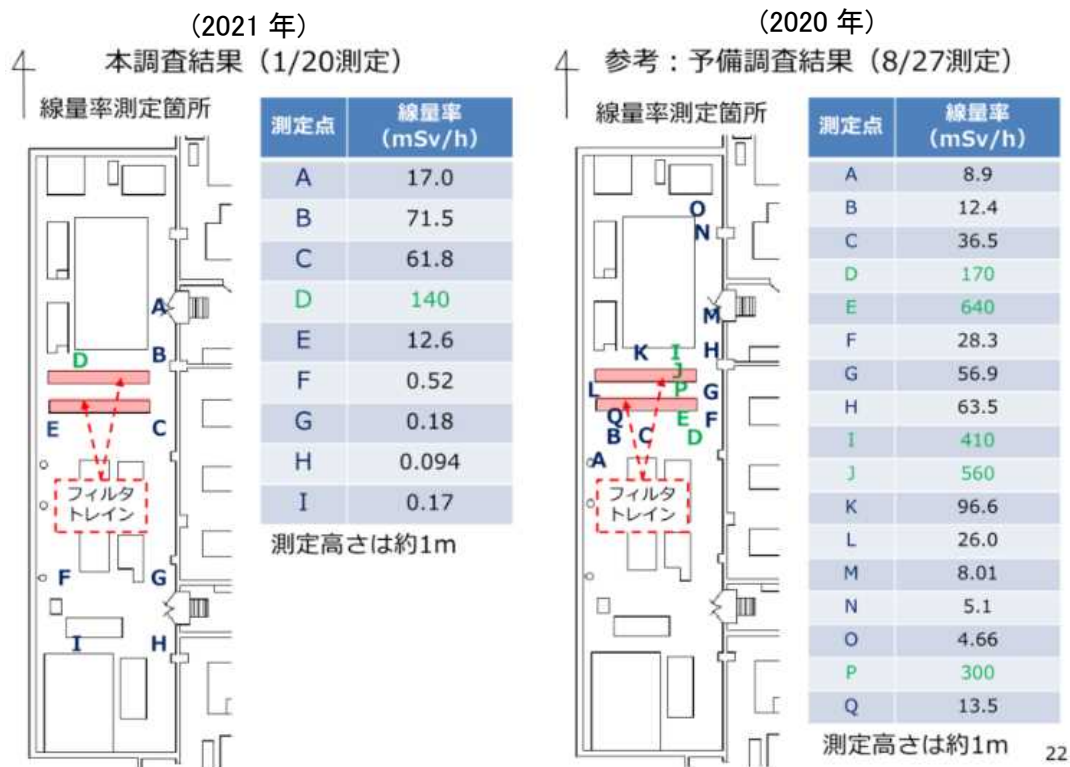 (2021 年)
本調査結果（1/20測定）
線量率測定箇所
測定点 線量率（mSv/h）
A 17.0
B 71.5
C 61.8
D 140
E 12.6
F 0.52
G 0.18
H 0.094
I 0.17
測定高さは約1m
A
B
D
E
C
フィルタ
トレイン
F
G
I
H
(2020 年)
参考：予備調査結果（8/27測定）
線量率測定箇所
測定点 線量率（mSv/h）
A 8.9
B 12.4
C 36.5
D 170
E 640
F 28.3
G 56.9
H 63.5
I 410
J 560
K 96.6
L 26.0
M 8.01
N 5.1
O 4.66
P 300
Q 13.5
測定高さは約1m
O
N
M
K I H
J
L P G
Q E F
B C D
A
フィルタ
トレイン
22